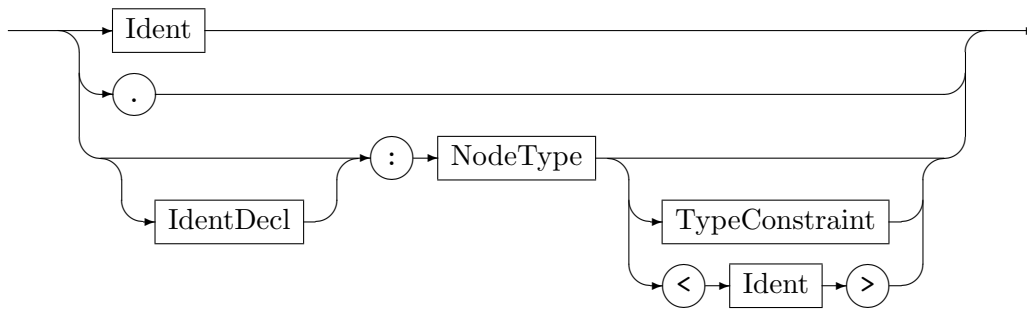 Ident
.
: NodeType
IdentDecl TypeConstraint
< Ident >